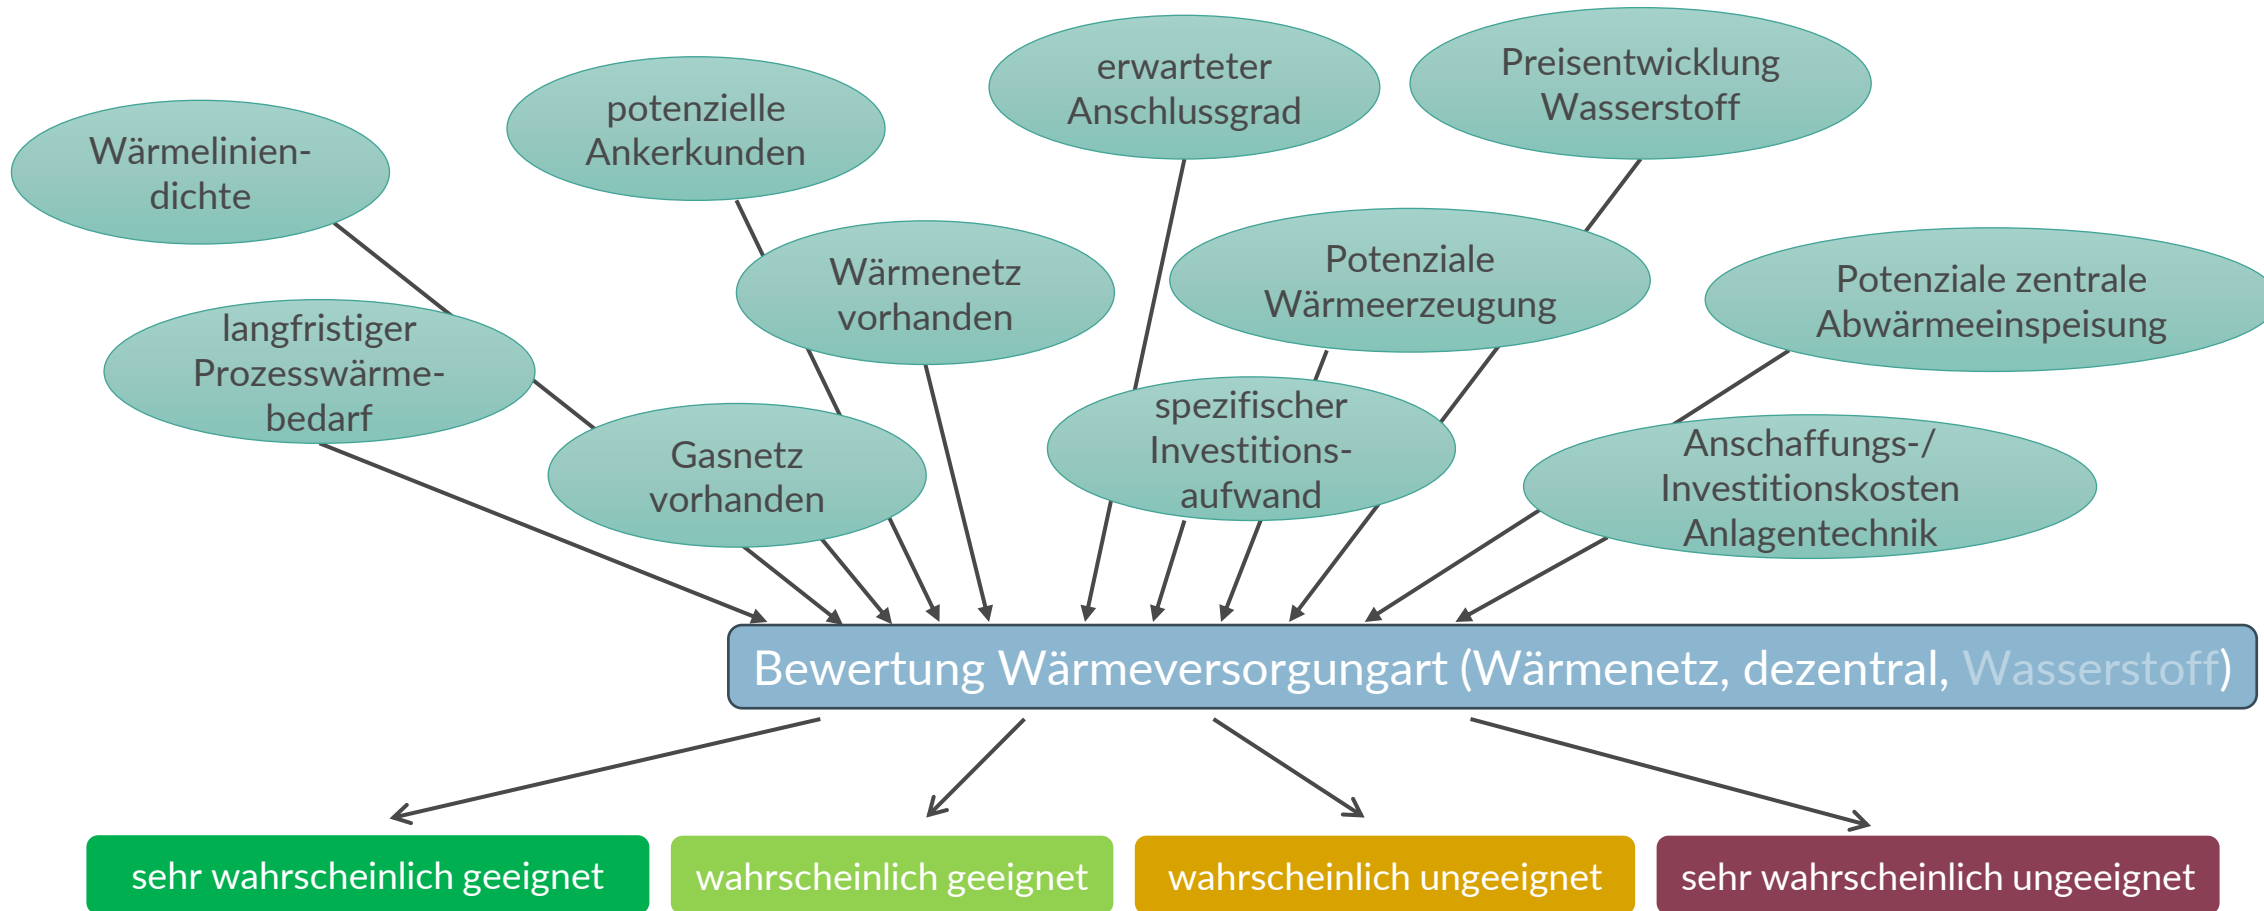 Wärmelinien-
dichte
potenzielle
Ankerkunden
erwarteter
Anschlussgrad
Preisentwicklung
Wasserstoff
langfristiger
Prozesswärme-
bedarf
Wärmenetz
vorhanden
Potenziale
Wärmeerzeugung
Potenziale zentrale
Abwärmeeinspeisung
Gasnetz
vorhanden
spezifischer
Investitions-
aufwand
Anschaffungs-/
Investitionskosten
Anlagentechnik
Bewertung Wärmeversorgungart (Wärmenetz, dezentral, Wasserstoff)
sehr wahrscheinlich geeignet
wahrscheinlich geeignet
wahrscheinlich ungeeignet
sehr wahrscheinlich ungeeignet